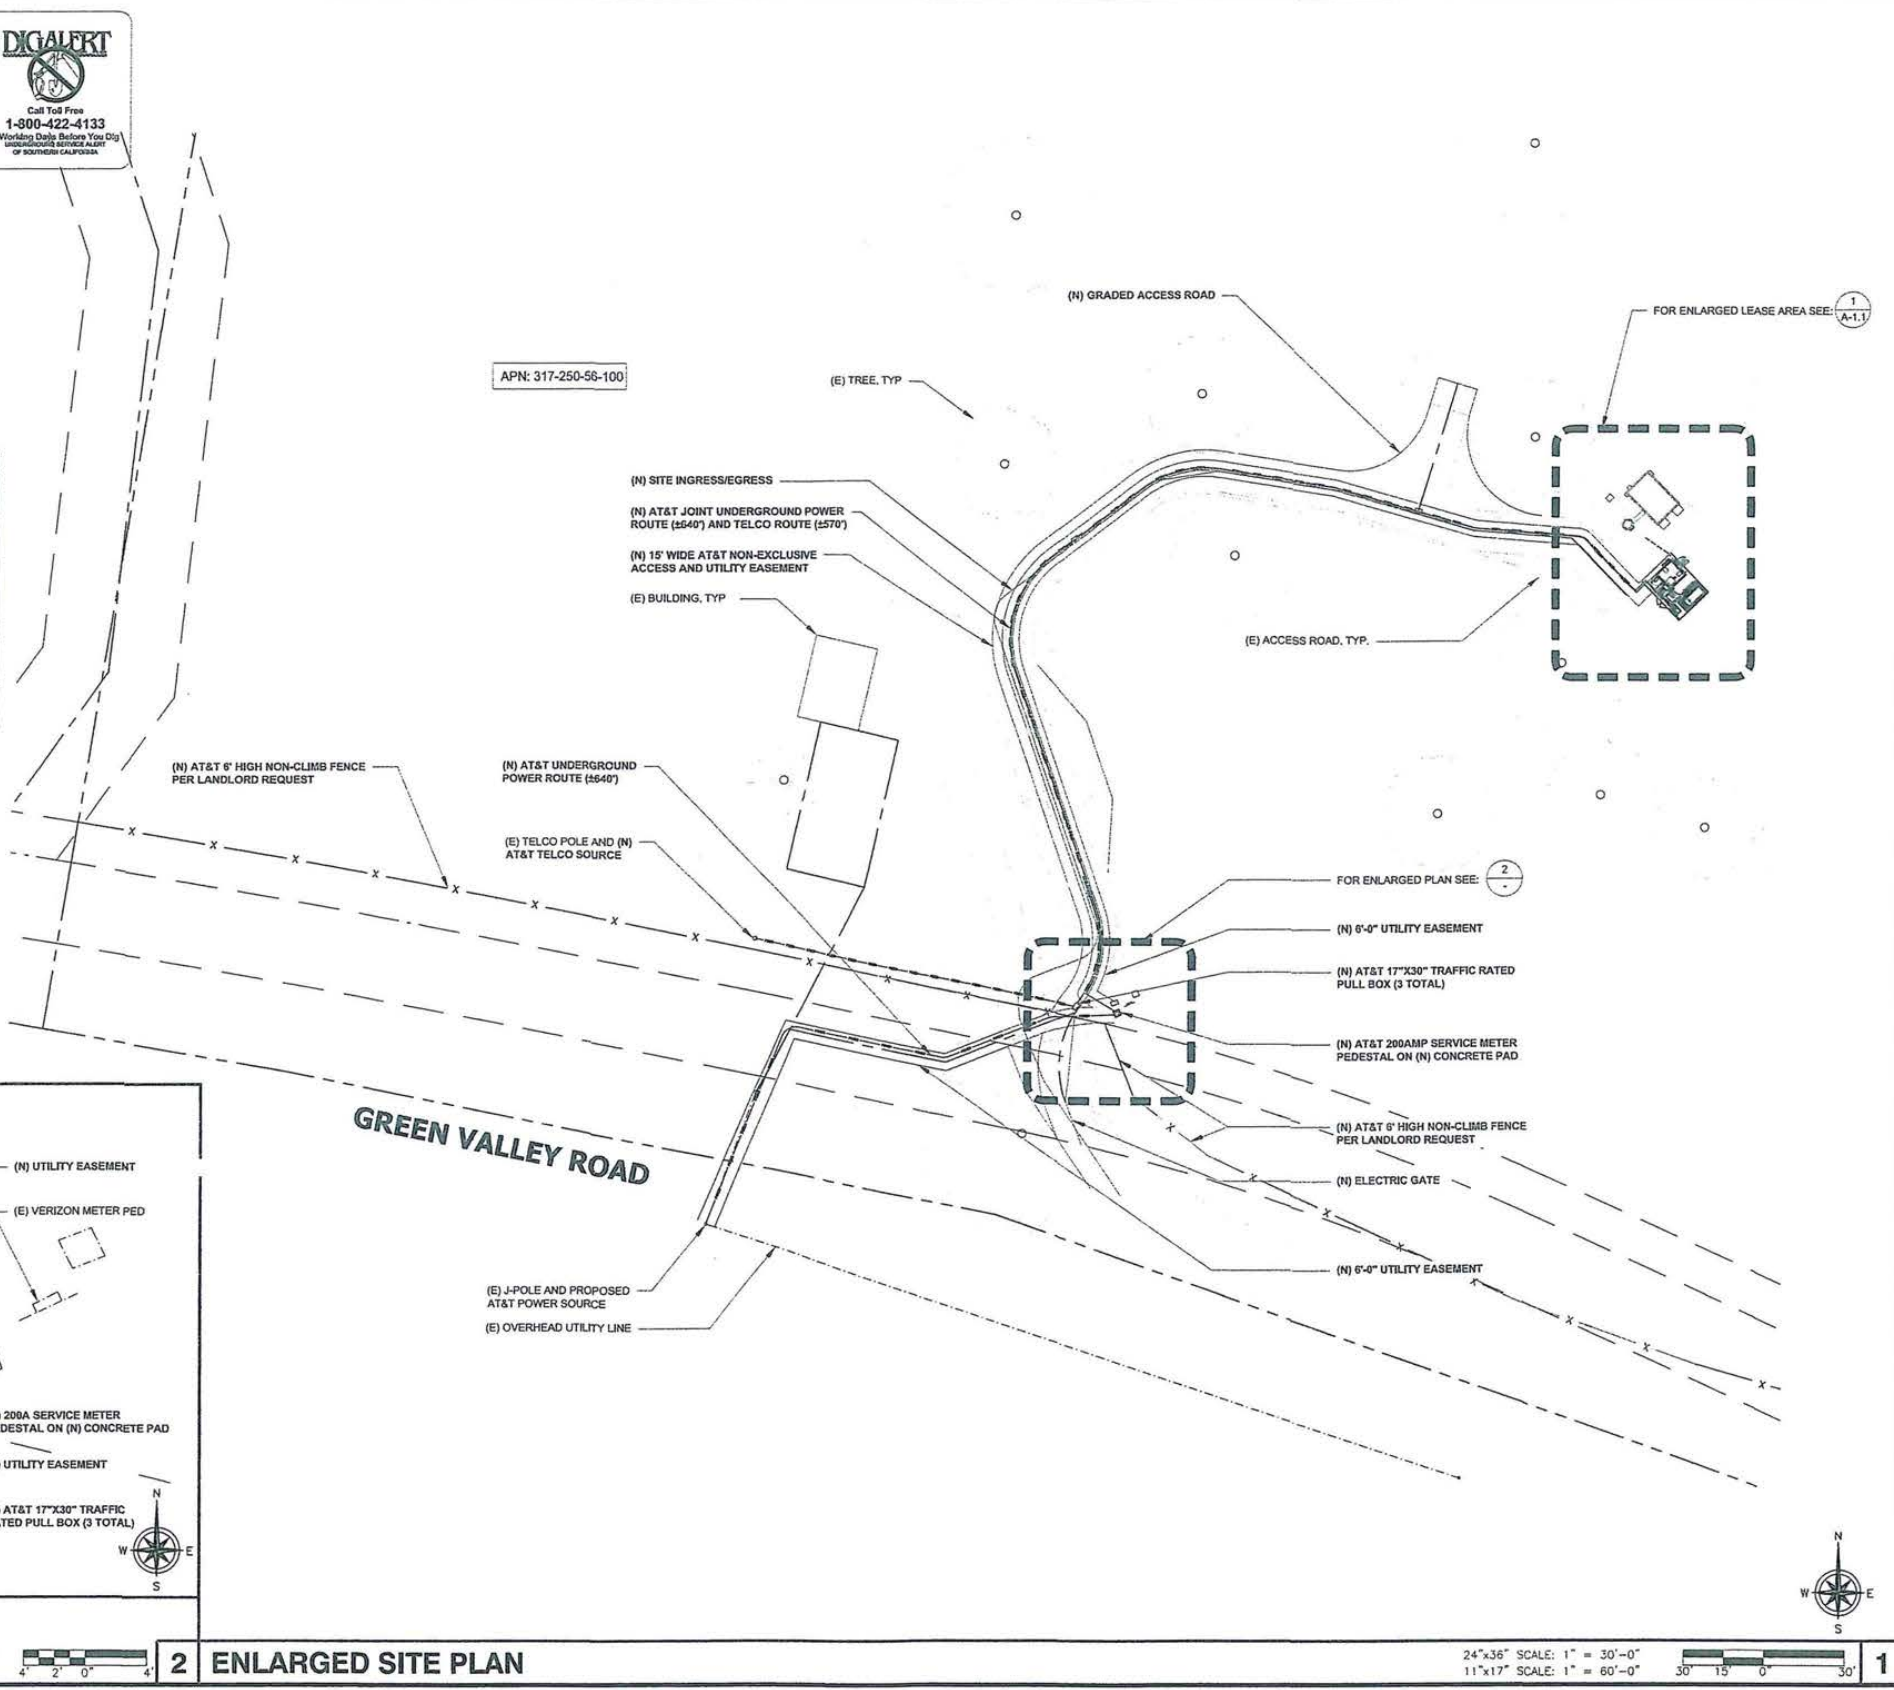 DIGALERT
Call Toll Free
1-800-422-4133
Working Days Before You Dig
UNDERGROUND SERVICE ALERT
OF SOUTHERN CALIFORNIA
(N) GRADED ACCESS ROAD
FOR ENLARGED LEASE AREA SEE:
1
A-1.1
APN: 317-250-56-100
(E) TREE, TYP
(N) SITE INGRESS/EGRESS
(N) AT&T JOINT UNDERGROUND POWER
ROUTE (±640') AND TELCO ROUTE (±570')
(N) 15' WIDE AT&T NON-EXCLUSIVE
ACCESS AND UTILITY EASEMENT
(E) BUILDING, TYP
(E) ACCESS ROAD, TYP.
(N) AT&T 6' HIGH NON-CLIMB FENCE
PER LANDLORD REQUEST
(N) AT&T UNDERGROUND
POWER ROUTE (±640')
(E) TELCO POLE AND (N)
AT&T TELCO SOURCE
FOR ENLARGED PLAN SEE:
2
-
(N) 6'-0" UTILITY EASEMENT
(N) AT&T 17"X30" TRAFFIC RATED
PULL BOX (3 TOTAL)
(N) AT&T 200AMP SERVICE METER
PEDESTAL ON (N) CONCRETE PAD
(N) AT&T 6' HIGH NON-CLIMB FENCE
PER LANDLORD REQUEST
(N) ELECTRIC GATE
(N) 6'-0" UTILITY EASEMENT
GREEN VALLEY ROAD
(E) J-POLE AND PROPOSED
AT&T POWER SOURCE
(E) OVERHEAD UTILITY LINE
(N) UTILITY EASEMENT
(E) VERIZON METER PED
200A SERVICE METER
DESTAL ON (N) CONCRETE PAD
UTILITY EASEMENT
AT&T 17"X30" TRAFFIC
TED PULL BOX (3 TOTAL)
N
W E
S
N
W E
S
4' 2' 0" 4'
2
ENLARGED SITE PLAN
24"x36" SCALE: 1" = 30'-0"
11"x17" SCALE: 1" = 60'-0"
30' 15' 0" 30'
1